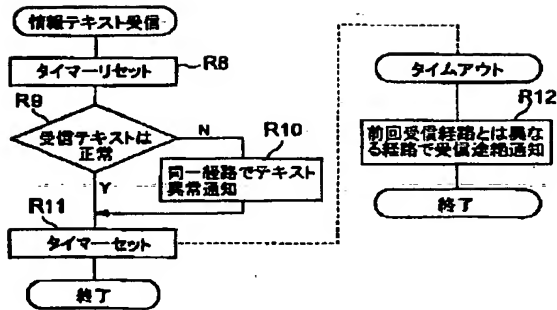 情報テキスト受信
タイマーリセット
R8
R9
受信テキストは
正常
N
Y
R10
同一経路でテキスト
異常通知
R11
タイマーセット
終了
タイムアウト
R12
前回受信経路とは異な
る経路で受信途絶通知
終了